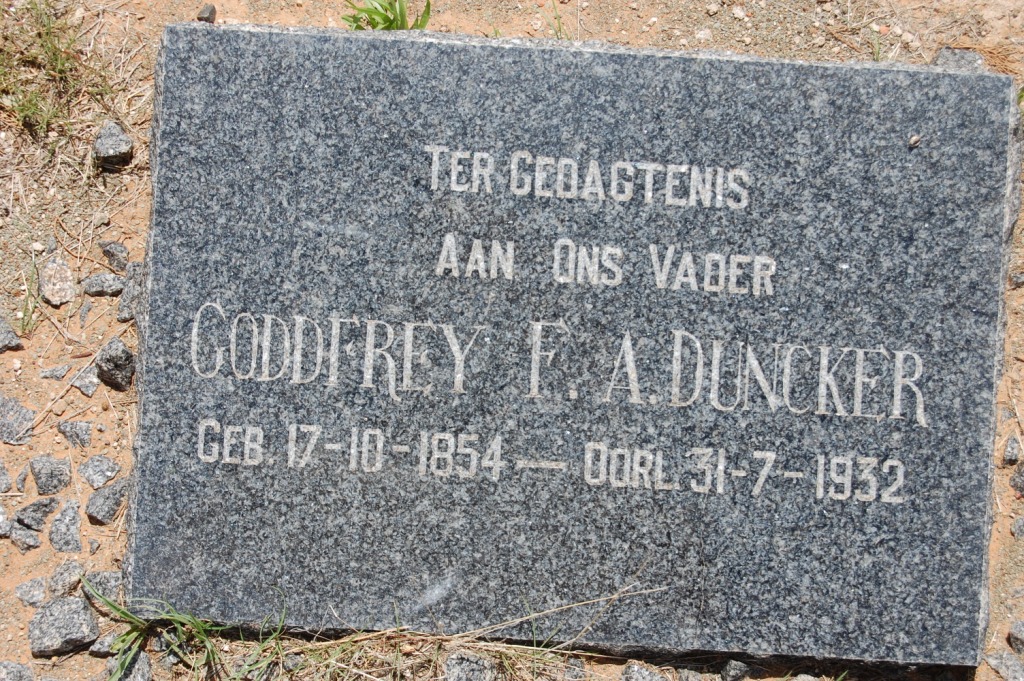 TER GEDAGTENIS
AAN ONS VADER
GODDFREY F. A. DUNCKER
GEB. 17-10-1854 — OORL. 31-7-1932